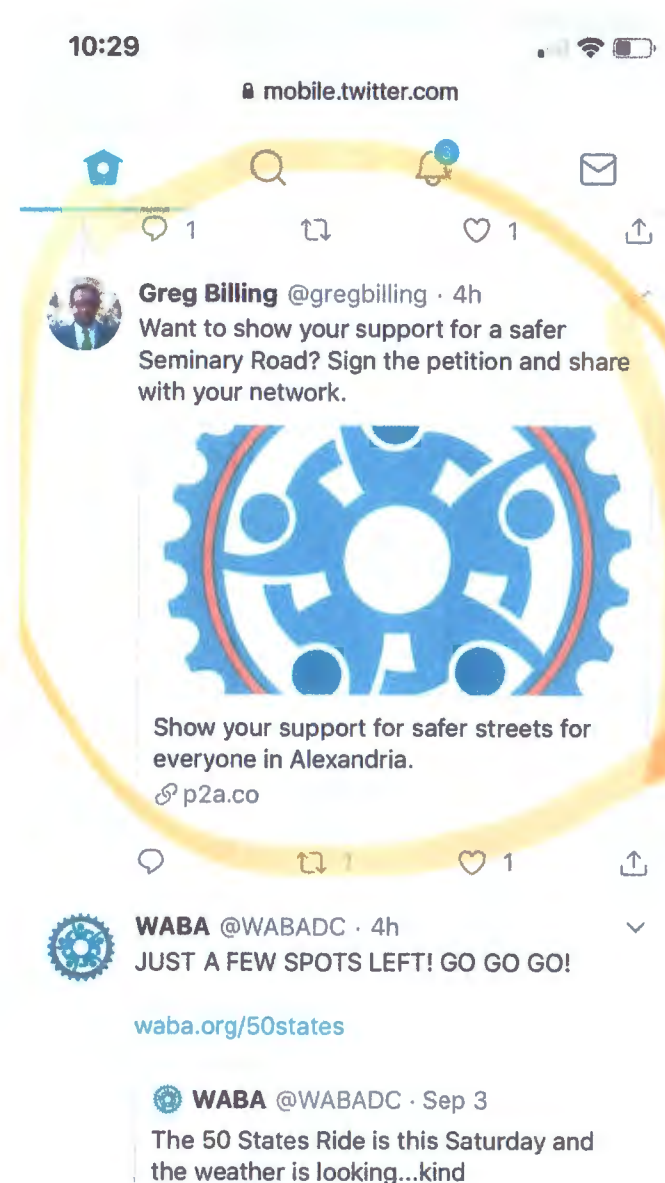 10:29
mobile.twitter.com
3
1
1
Greg Billing @gregbilling · 4h
Want to show your support for a safer
Seminary Road? Sign the petition and share
with your network.
Show your support for safer streets for
everyone in Alexandria.
p2a.co
1
WABA @WABADC · 4h
JUST A FEW SPOTS LEFT! GO GO GO!
waba.org/50states
WABA @WABADC · Sep 3
The 50 States Ride is this Saturday and
the weather is looking...kind